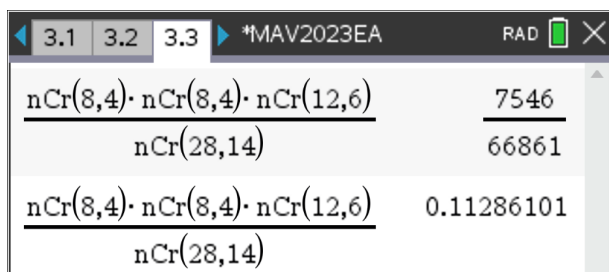 3.1 3.2 3.3 *MAV2023EA RAD
nCr(8,4)·nCr(8,4)·nCr(12,6) 7546
nCr(28,14) 66861
nCr(8,4)·nCr(8,4)·nCr(12,6) 0.11286101
nCr(28,14)